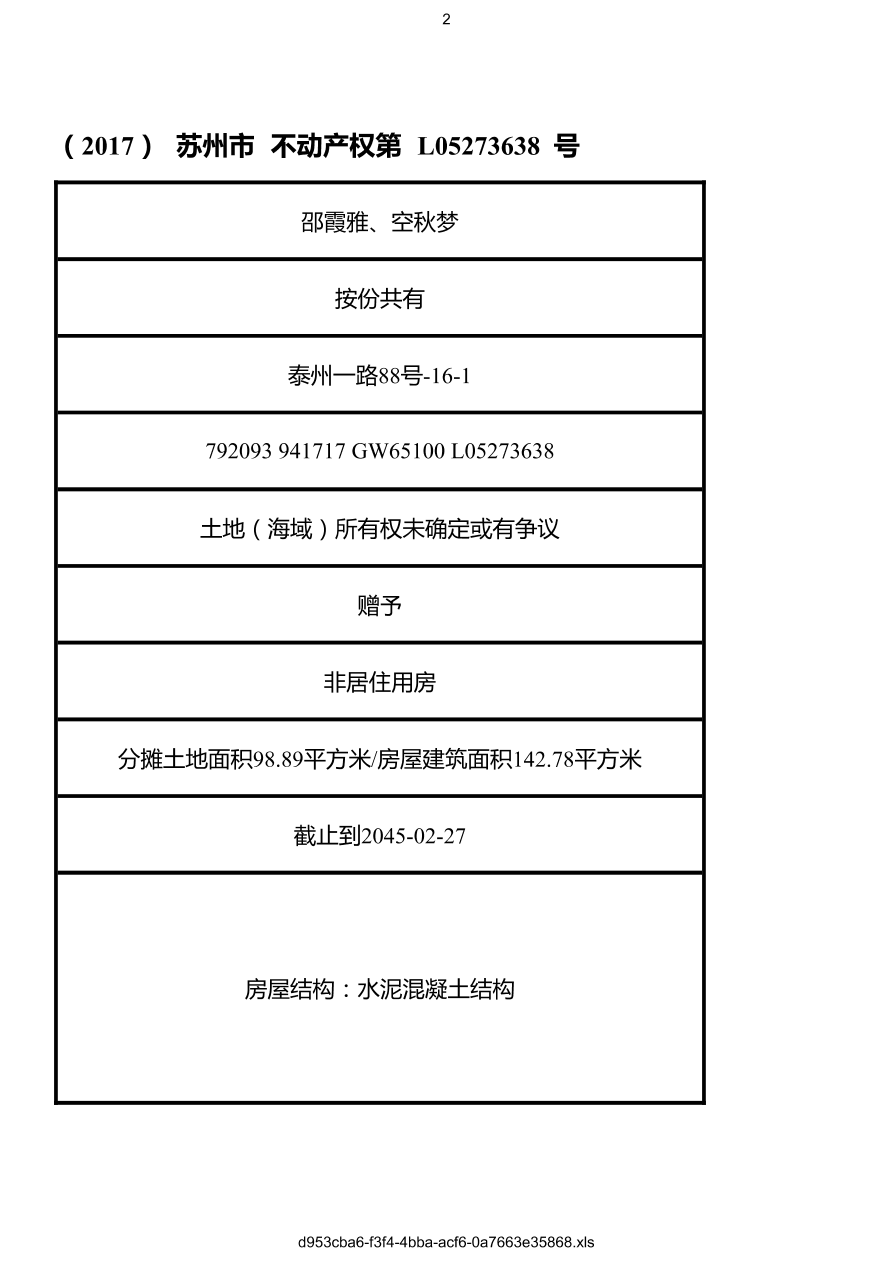 2
（2017） 苏州市 不动产权第 L05273638 号
邵霞雅、空秋梦
按份共有
泰州一路88号-16-1
792093 941717 GW65100 L05273638
土地（海域）所有权未确定或有争议
赠予
非居住用房
分摊土地面积98.89平方米/房屋建筑面积142.78平方米
截止到2045-02-27
房屋结构：水泥混凝土结构
d953cba6-f3f4-4bba-acf6-0a7663e35868.xls